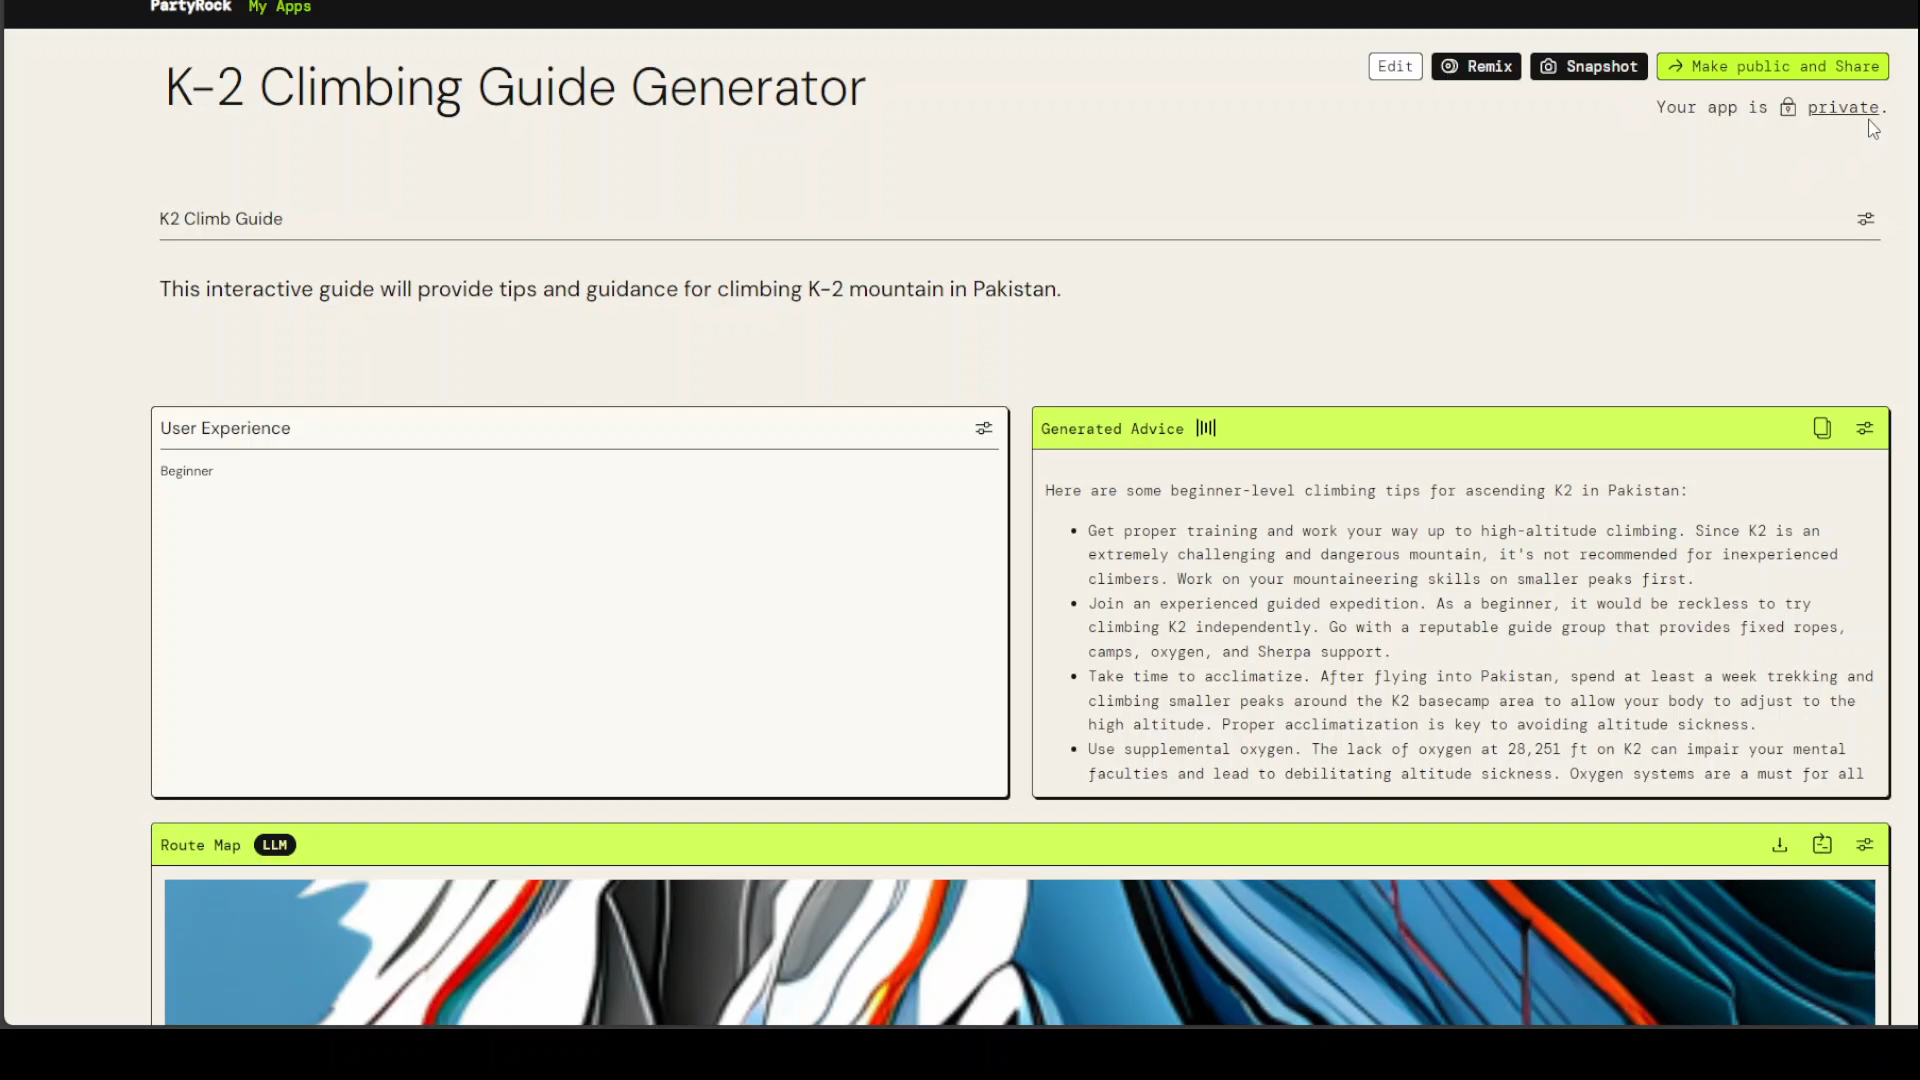 PartyRock My Apps
K-2 Climbing Guide Generator
Edit Remix Snapshot Make public and Share
Your app is private.
K2 Climb Guide
This interactive guide will provide tips and guidance for climbing K-2 mountain in Pakistan.
User Experience
Beginner
Generated Advice
Here are some beginner-level climbing tips for ascending K2 in Pakistan:
• Get proper training and work your way up to high-altitude climbing. Since K2 is an
extremely challenging and dangerous mountain, it's not recommended for inexperienced
climbers. Work on your mountaineering skills on smaller peaks first.
• Join an experienced guided expedition. As a beginner, it would be reckless to try
climbing K2 independently. Go with a reputable guide group that provides fixed ropes,
camps, oxygen, and Sherpa support.
• Take time to acclimatize. After flying into Pakistan, spend at least a week trekking and
climbing smaller peaks around the K2 basecamp area to allow your body to adjust to the
high altitude. Proper acclimatization is key to avoiding altitude sickness.
• Use supplemental oxygen. The lack of oxygen at 28,251 ft on K2 can impair your mental
faculties and lead to debilitating altitude sickness. Oxygen systems are a must for all
Route Map LLM